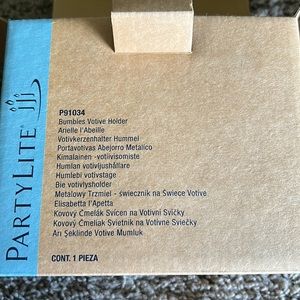 PARTYLITE
P91034
Bumbles Votive Holder
Arielle l'Abeille
Votivkerzenhalter Hummel
Portavotivas Abejorro Metálico
Kimalainen -votiivisomiste
Humlan votivljushållare
Humlebi votivstage
Bie votivlysholder
Metalowy Trzmiel - świecznik na Świece Votive
Elisabetta l'Apetta
Kovový Čmelák Svícen na Votivní Svíčky
Kovový Čmeliak Svietnik na Votívne Sviečky
Arı Şeklinde Votive Mumluk
CONT. 1 PIEZA